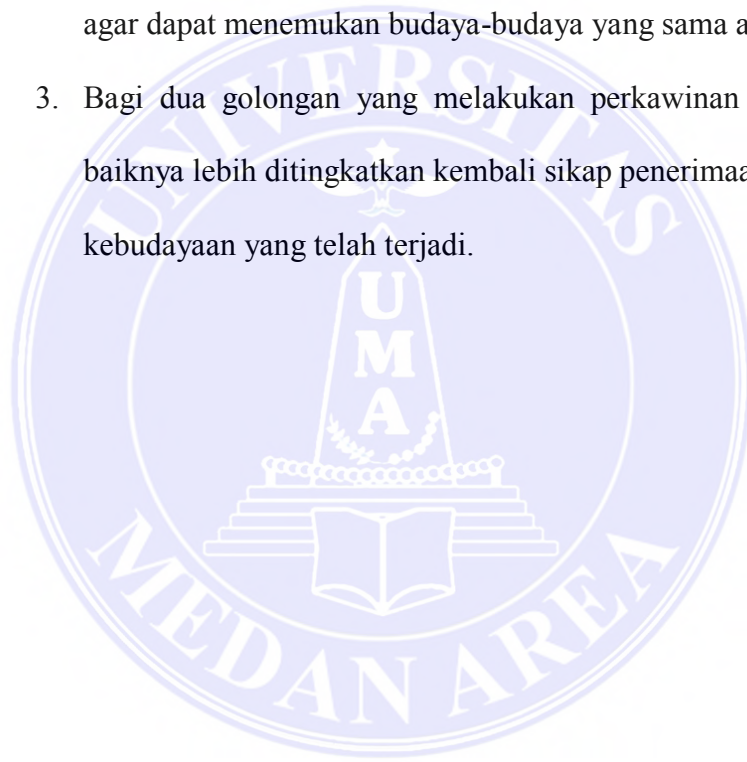 agar dapat menemukan budaya-budaya yang sama a
3. Bagi dua golongan yang melakukan perkawinan
baiknya lebih ditingkatkan kembali sikap penerimaa
kebudayaan yang telah terjadi.
UNIVERSITAS
U
M
A
MEDAN AREA